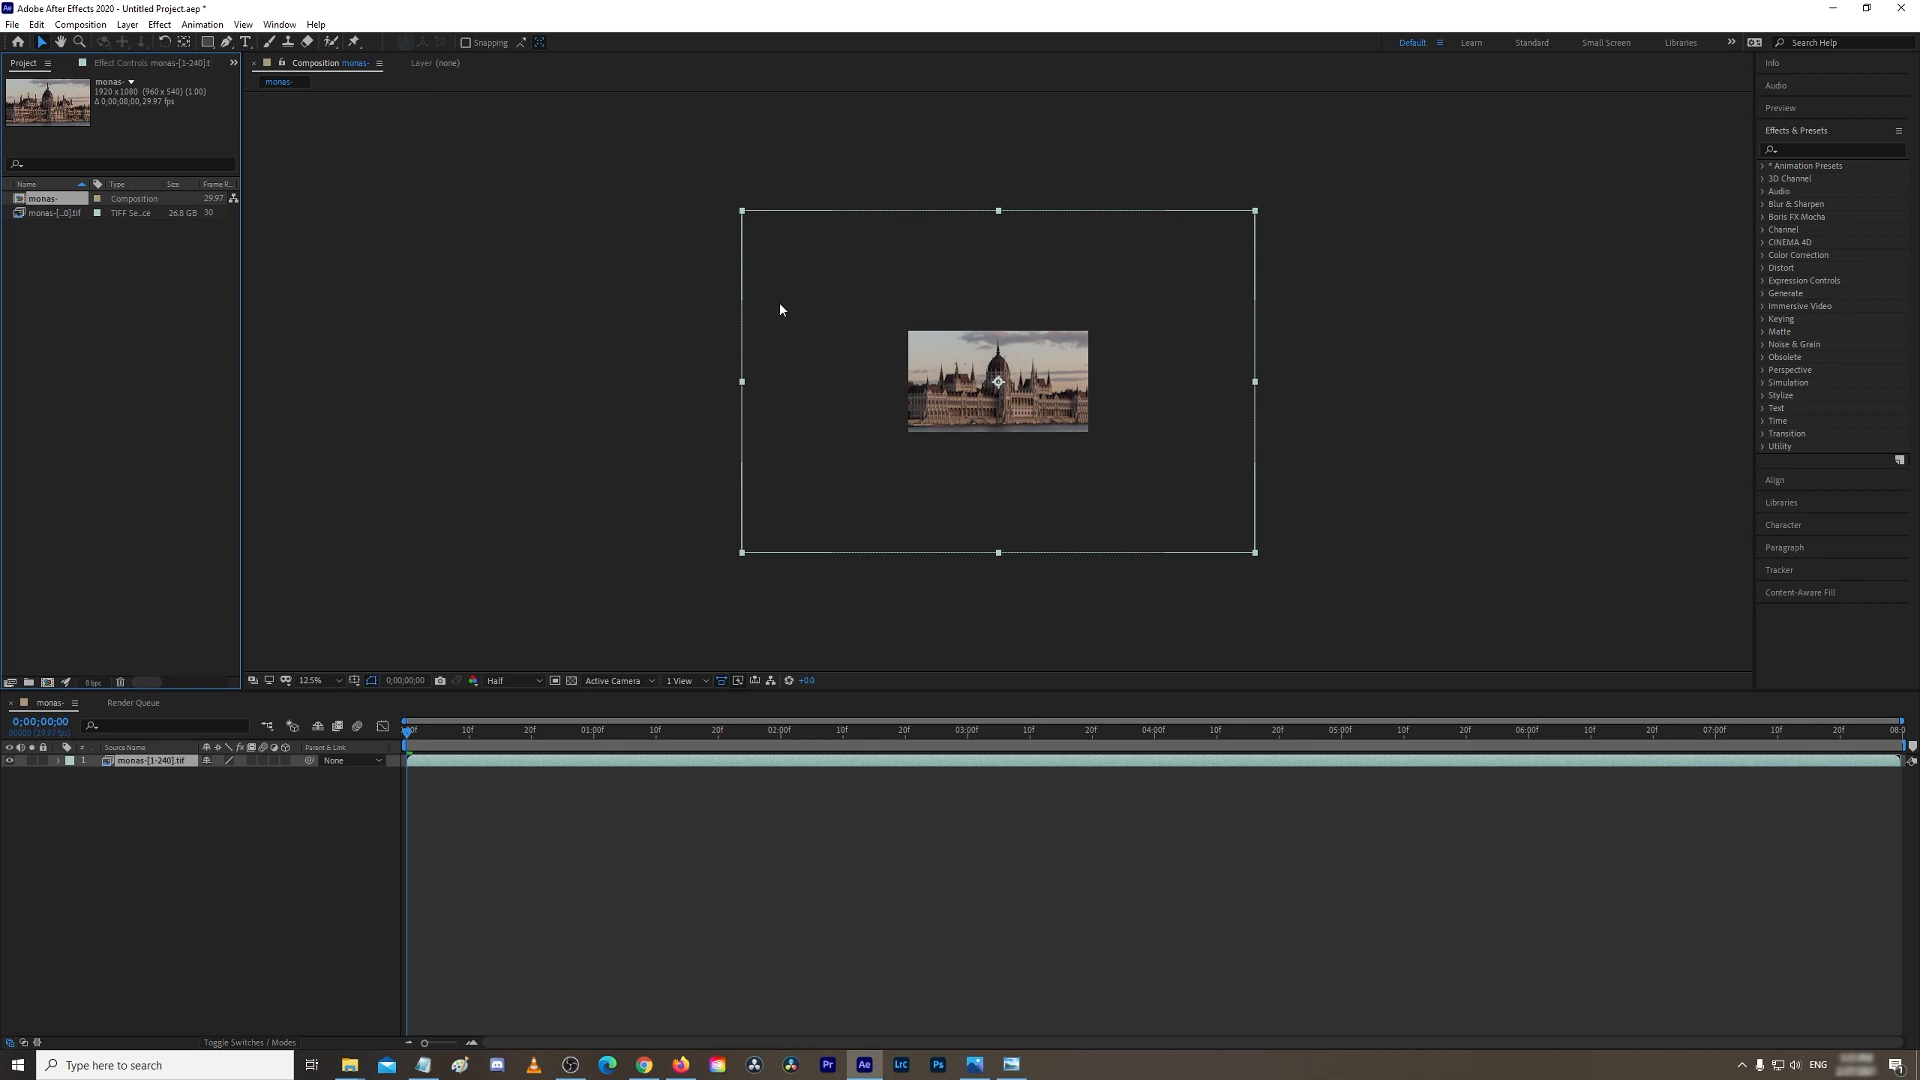 Adobe After Effects 2020 - Untitled Project.aep *
File Edit Composition Layer Effect Animation View Window Help
Snapping
Default Learn Standard Small Screen Libraries Search Help
Project Effect Controls monas-[1-240].t
Composition monas- Layer (none)
monas-
monas-
1920 x 1080 (960 x 540) (1.00)
Δ 0;00;08;00, 29.97 fps
Name Type Size Frame R...
monas- Composition 29.97
monas-[...0].tif TIFF Se...ce 26.8 GB 30
Info
Audio
Preview
Effects & Presets
* Animation Presets
3D Channel
Audio
Blur & Sharpen
Boris FX Mocha
Channel
CINEMA 4D
Color Correction
Distort
Expression Controls
Generate
Immersive Video
Keying
Matte
Noise & Grain
Obsolete
Perspective
Simulation
Stylize
Text
Time
Transition
Utility
Align
Libraries
Character
Paragraph
Tracker
Content-Aware Fill
8 bpc
12.5% 0;00;00;00 Half Active Camera 1 View +0.0
monas- Render Queue
0;00;00;00
00000 (29.97 fps)
10f 20f 01:00f 10f 20f 02:00f 10f 20f 03:00f 10f 20f 04:00f 10f 20f 05:00f 10f 20f 06:00f 10f 20f 07:00f 10f 20f 08:0
# Source Name fx Parent & Link
1 monas-[1-240].tif None
Toggle Switches / Modes
Type here to search
Pr Ae Lrc Ps
ENG
1